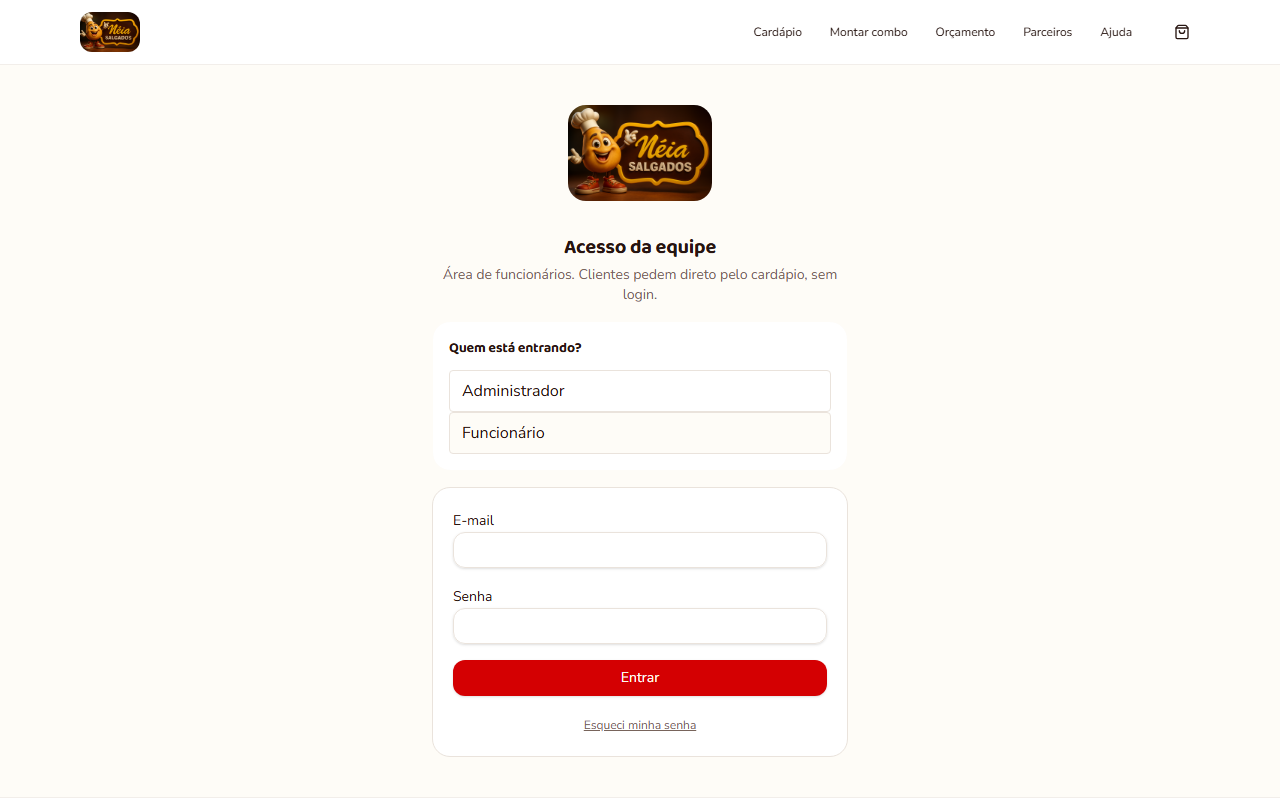 Néia
SALGADOS
Cardápio
Montar combo
Orçamento
Parceiros
Ajuda
Néia
SALGADOS
Acesso da equipe
Área de funcionários. Clientes pedem direto pelo cardápio, sem
login.
Quem está entrando?
Administrador
Funcionário
E-mail
Senha
Entrar
Esqueci minha senha